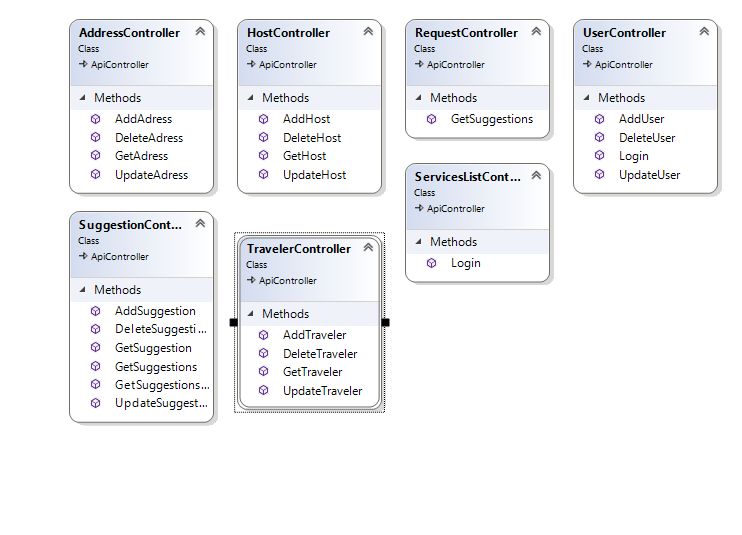 AddressController
Class
ApiController
Methods
AddAdress
DeleteAdress
GetAdress
UpdateAdress
HostController
Class
ApiController
Methods
AddHost
DeleteHost
GetHost
UpdateHost
RequestController
Class
ApiController
Methods
GetSuggestions
UserController
Class
ApiController
Methods
AddUser
DeleteUser
Login
UpdateUser
ServicesListCont...
Class
ApiController
Methods
Login
SuggestionCont...
Class
ApiController
Methods
AddSuggestion
DeleteSuggesti...
GetSuggestion
GetSuggestions
GetSuggestions...
UpdateSuggest...
TravelerController
Class
ApiController
Methods
AddTraveler
DeleteTraveler
GetTraveler
UpdateTraveler